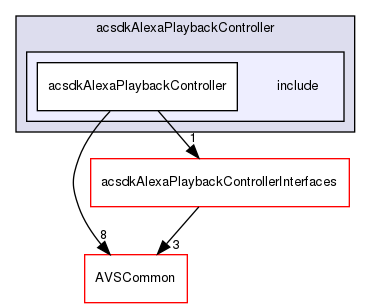 acsdkAlexaPlaybackController
acsdkAlexaPlaybackController
include
1
acsdkAlexaPlaybackControllerInterfaces
8
3
AVSCommon